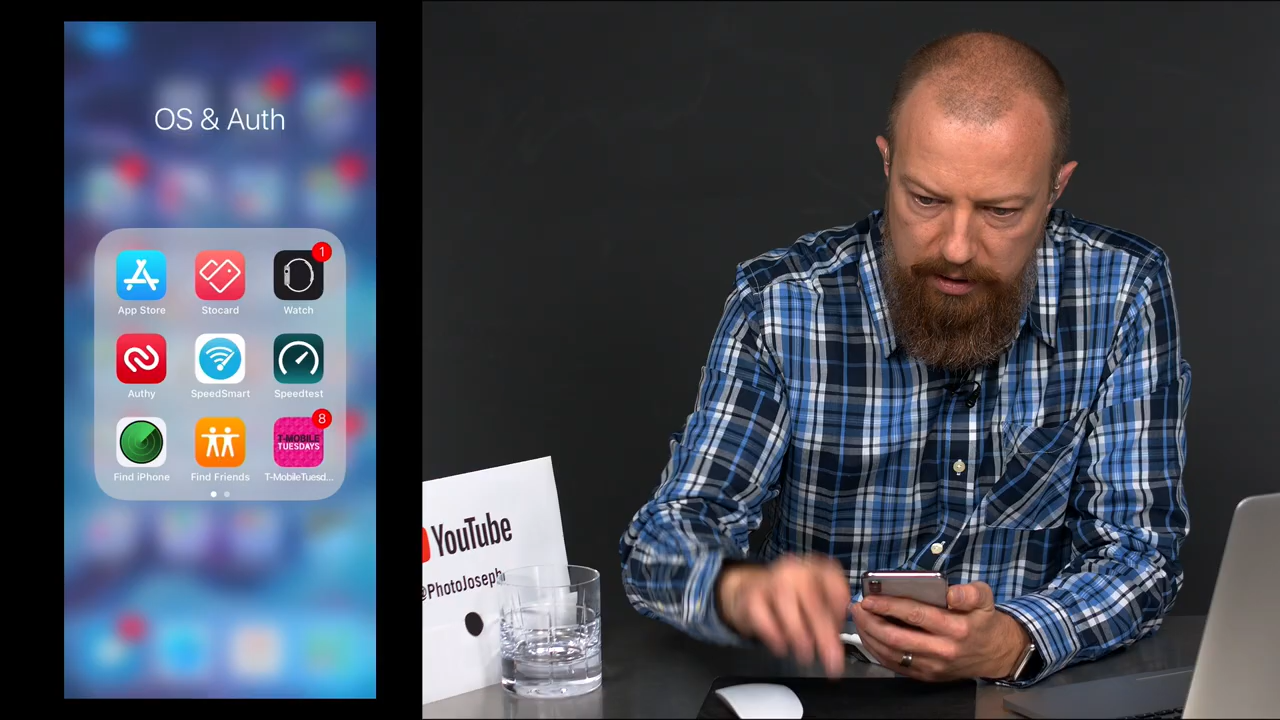 OS & Auth
1
App Store
Stocard
Watch
Authy
SpeedSmart
Speedtest
8
T-MOBILE
TUESDAYS
Find iPhone
Find Friends
T-MobileTuesd...
YouTube
@PhotoJoseph